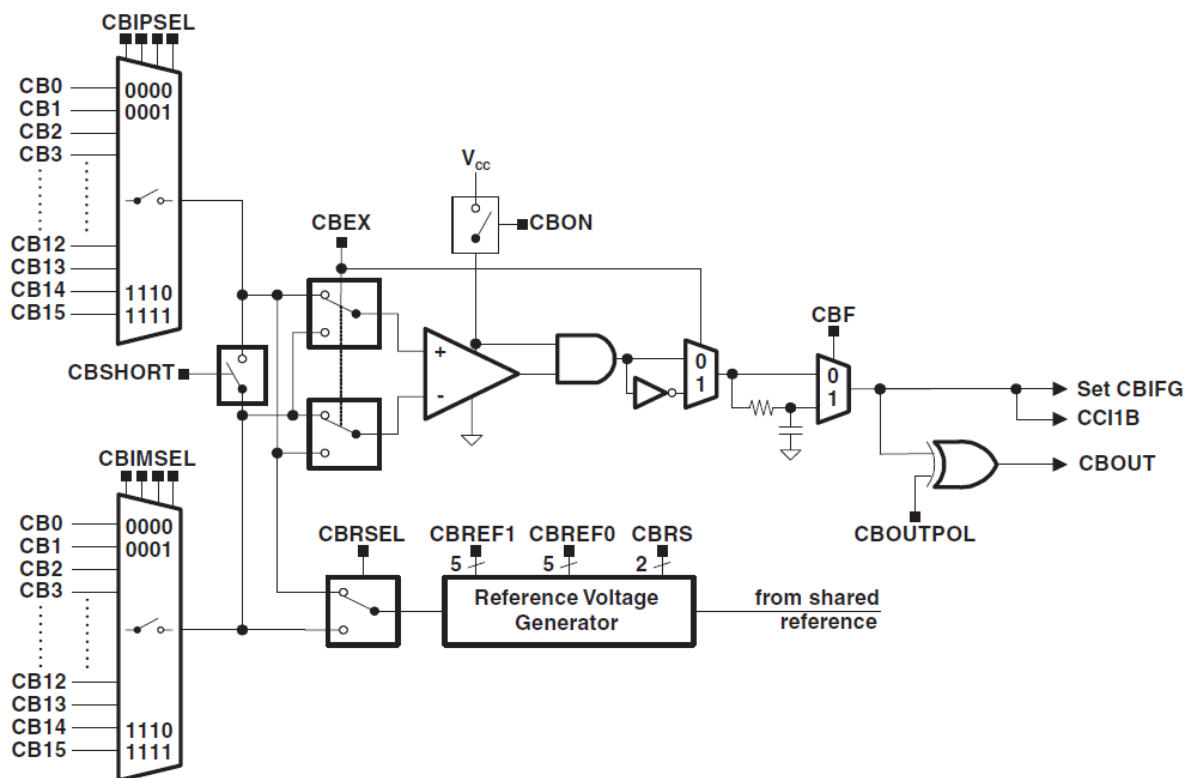 CBIPSEL
CB0
0000
CB1
0001
CB2
CB3
CB12
CB13
CB14
1110
CB15
1111
VCC
CBON
CBEX
CBSHORT
+
-
0
1
CBF
0
1
Set CBIFG
CCI1B
CBOUT
CBOUTPOL
CBIMSEL
CB0
0000
CB1
0001
CB2
CB3
CB12
CB13
CB14
1110
CB15
1111
CBRSEL
CBREF1
CBREF0
CBRS
5
5
2
Reference Voltage
Generator
from shared
reference